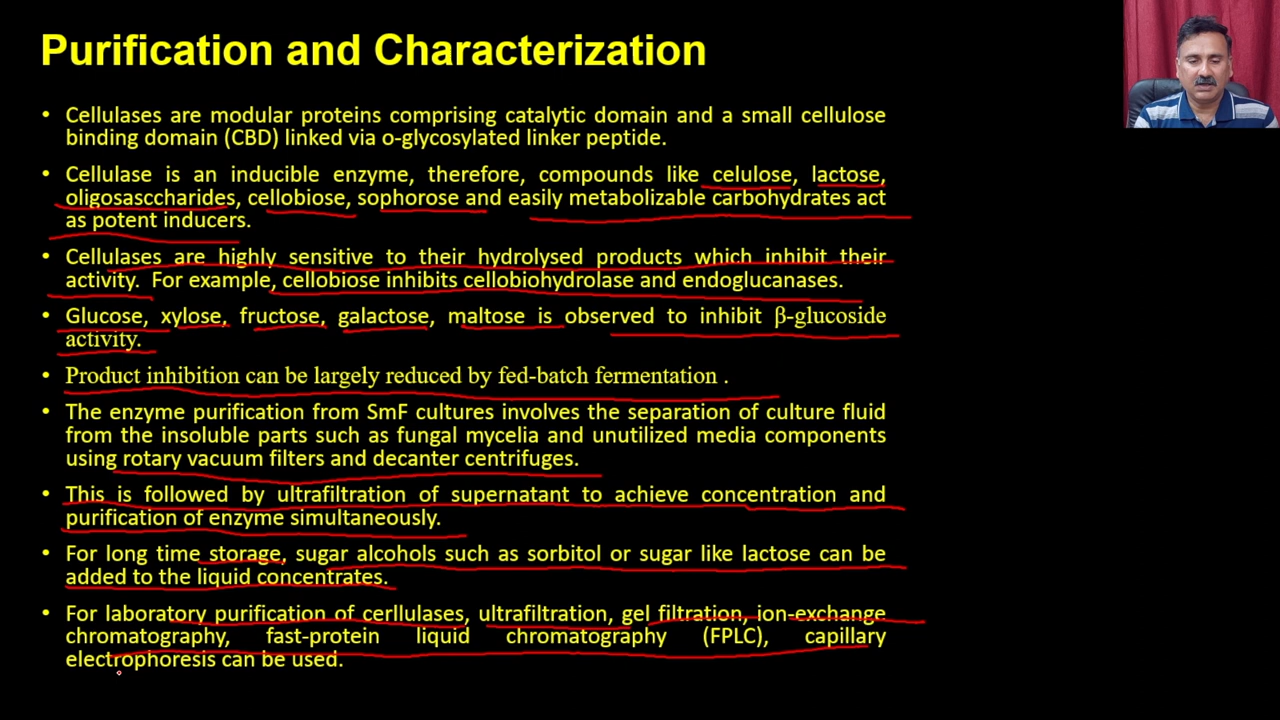 Purification and Characterization
• Cellulases are modular proteins comprising catalytic domain and a small cellulose
binding domain (CBD) linked via o-glycosylated linker peptide.
• Cellulase is an inducible enzyme, therefore, compounds like celulose, lactose,
oligosasccharides, cellobiose, sophorose and easily metabolizable carbohydrates act
as potent inducers.
• Cellulases are highly sensitive to their hydrolysed products which inhibit their
activity. For example, cellobiose inhibits cellobiohydrolase and endoglucanases.
• Glucose, xylose, fructose, galactose, maltose is observed to inhibit β-glucoside
activity.
• Product inhibition can be largely reduced by fed-batch fermentation .
• The enzyme purification from SmF cultures involves the separation of culture fluid
from the insoluble parts such as fungal mycelia and unutilized media components
using rotary vacuum filters and decanter centrifuges.
• This is followed by ultrafiltration of supernatant to achieve concentration and
purification of enzyme simultaneously.
• For long time storage, sugar alcohols such as sorbitol or sugar like lactose can be
added to the liquid concentrates.
• For laboratory purification of cerllulases, ultrafiltration, gel filtration, ion-exchange
chromatography, fast-protein liquid chromatography (FPLC), capillary
electrophoresis can be used.